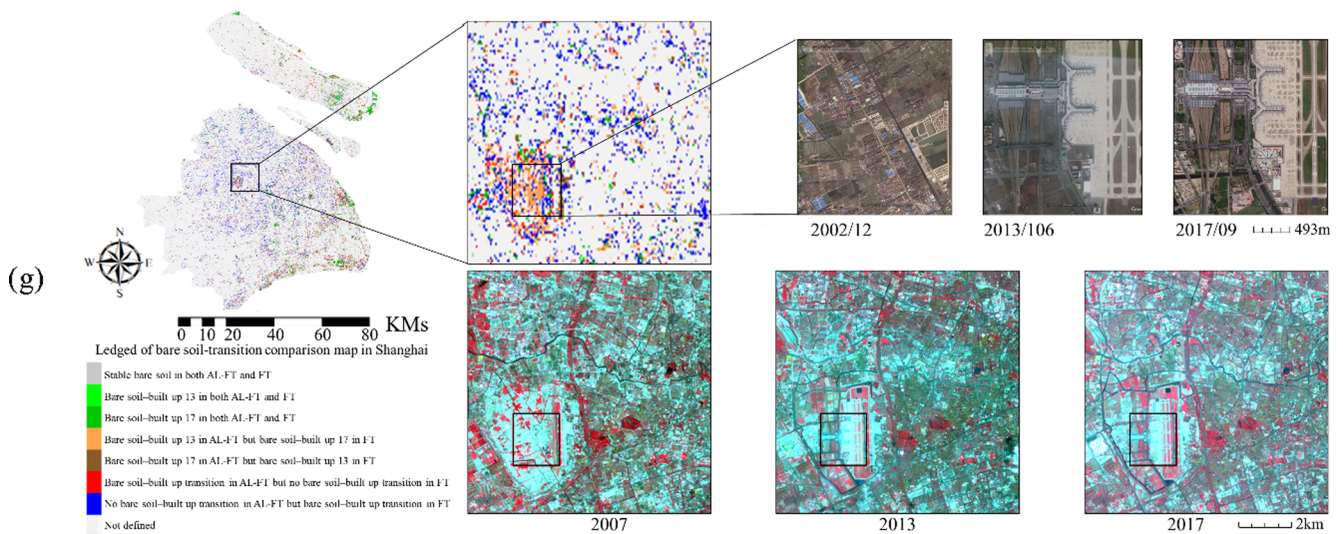 (g)
N
W E
S
0 10 20 40 60 80 KMs
Ledged of bare soil-transition comparison map in Shanghai
Stable bare soil in both AL-FT and FT
Bare soil–built up 13 in both AL-FT and FT
Bare soil–built up 17 in both AL-FT and FT
Bare soil–built up 13 in AL-FT but bare soil–built up 17 in FT
Bare soil–built up 17 in AL-FT but bare soil–built up 13 in FT
Bare soil–built up transition in AL-FT but no bare soil–built up transition in FT
No bare soil–built up transition in AL-FT but bare soil–built up transition in FT
Not defined
2002/12
2013/106
2017/09
493m
2007
2013
2017
2km